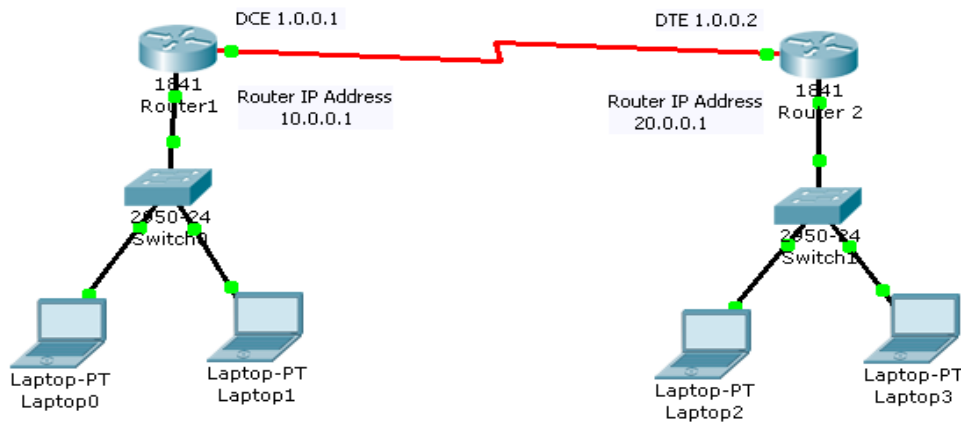 DCE 1.0.0.1
DTE 1.0.0.2
1841
Router1
Router IP Address
10.0.0.1
Router IP Address
20.0.0.1
1841
Router 2
2950-24
Switch0
2950-24
Switch1
Laptop-PT
Laptop0
Laptop-PT
Laptop1
Laptop-PT
Laptop2
Laptop-PT
Laptop3